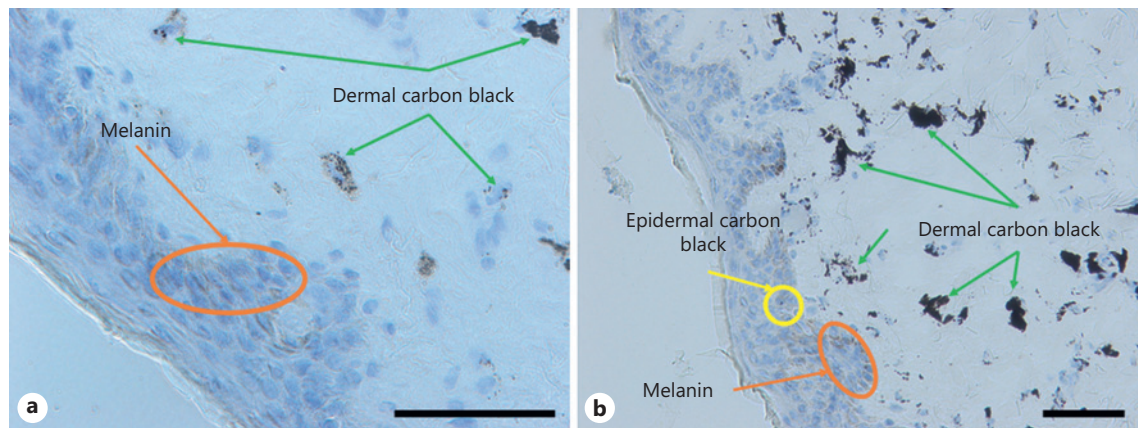 Dermal carbon black
Melanin
a
Epidermal carbon
black
Dermal carbon black
Melanin
b